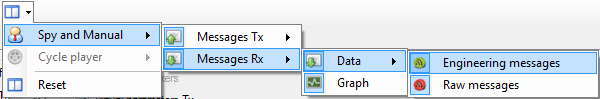 Spy and Manual
Cycle player
Reset
Messages Tx
Messages Rx
Data
Graph
Engineering messages
Raw messages